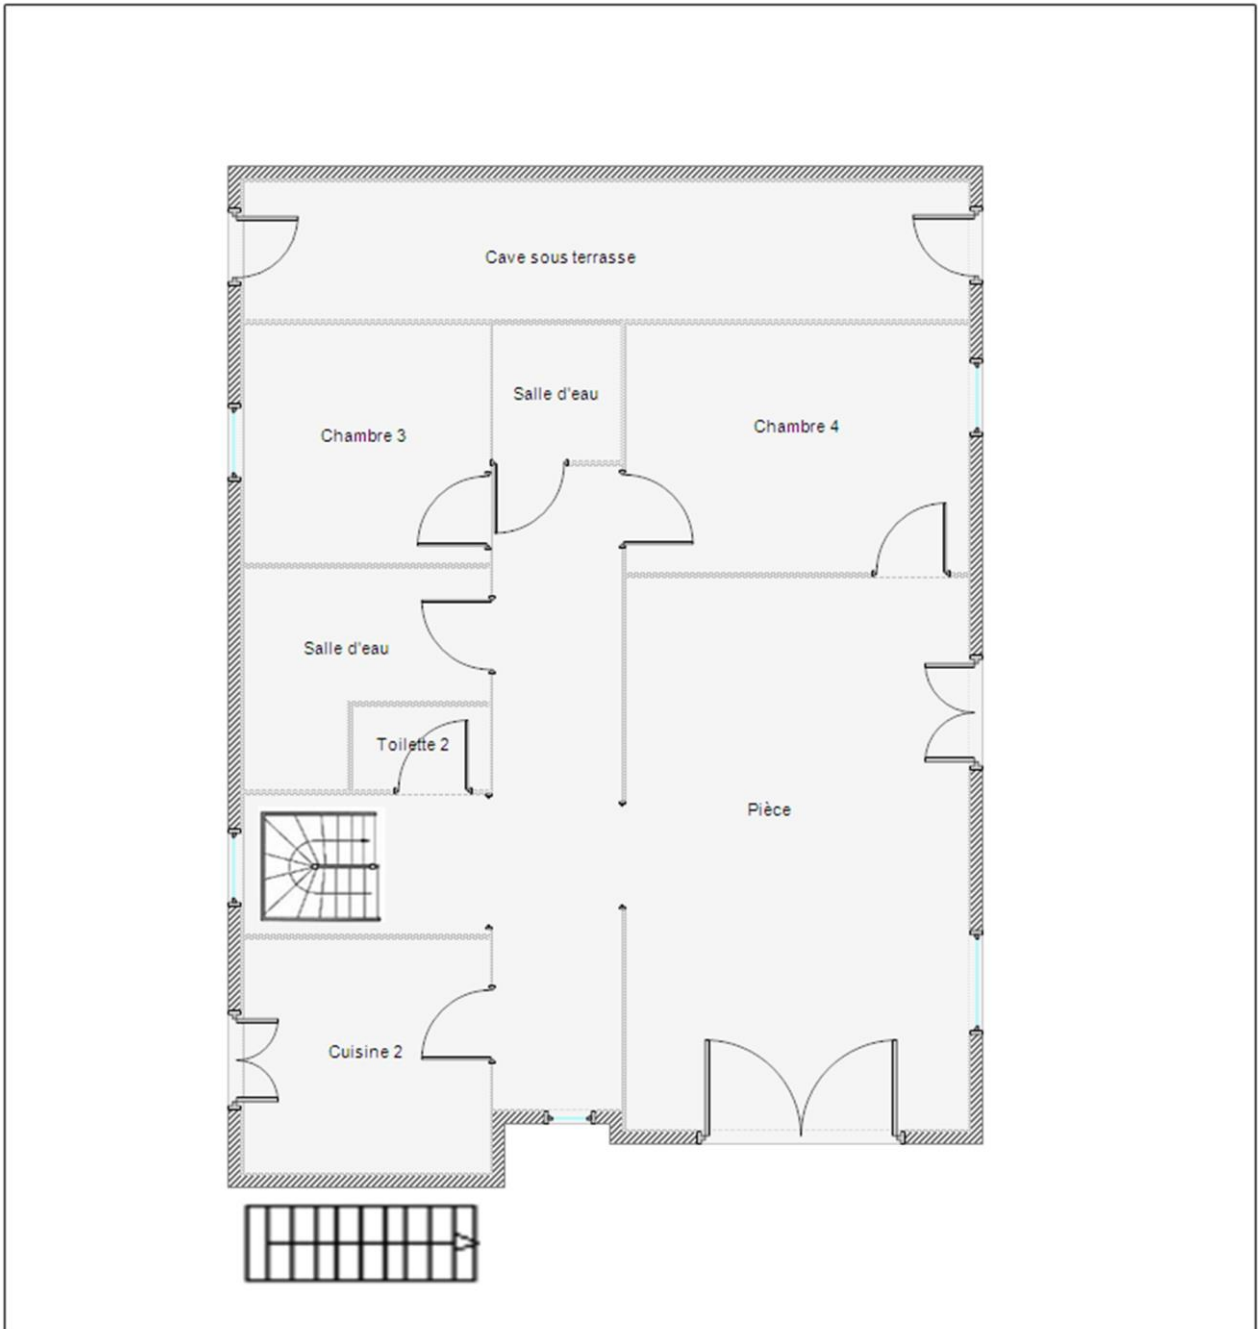 Cave sous terrasse
Salle d'eau
Chambre 3
Chambre 4
Salle d'eau
Toilette 2
Pièce
Cuisine 2